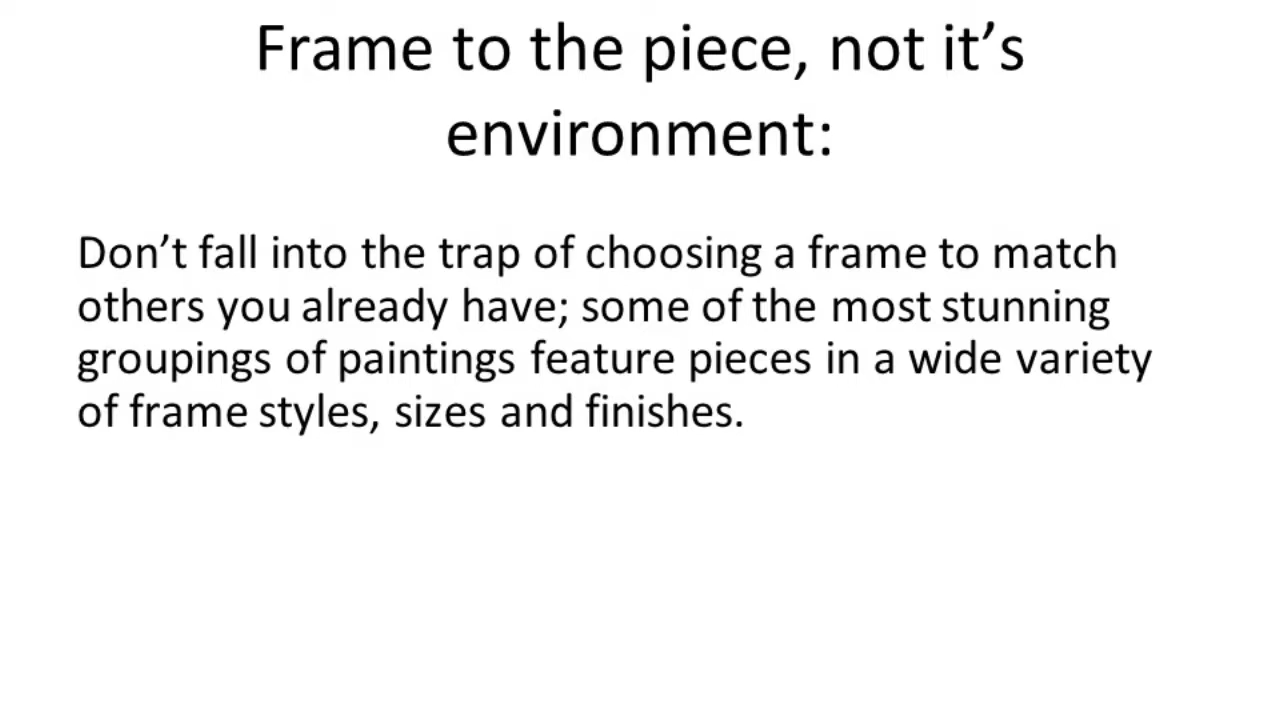 Frame to the piece, not it’s
environment:
Don’t fall into the trap of choosing a frame to match
others you already have; some of the most stunning
groupings of paintings feature pieces in a wide variety
of frame styles, sizes and finishes.